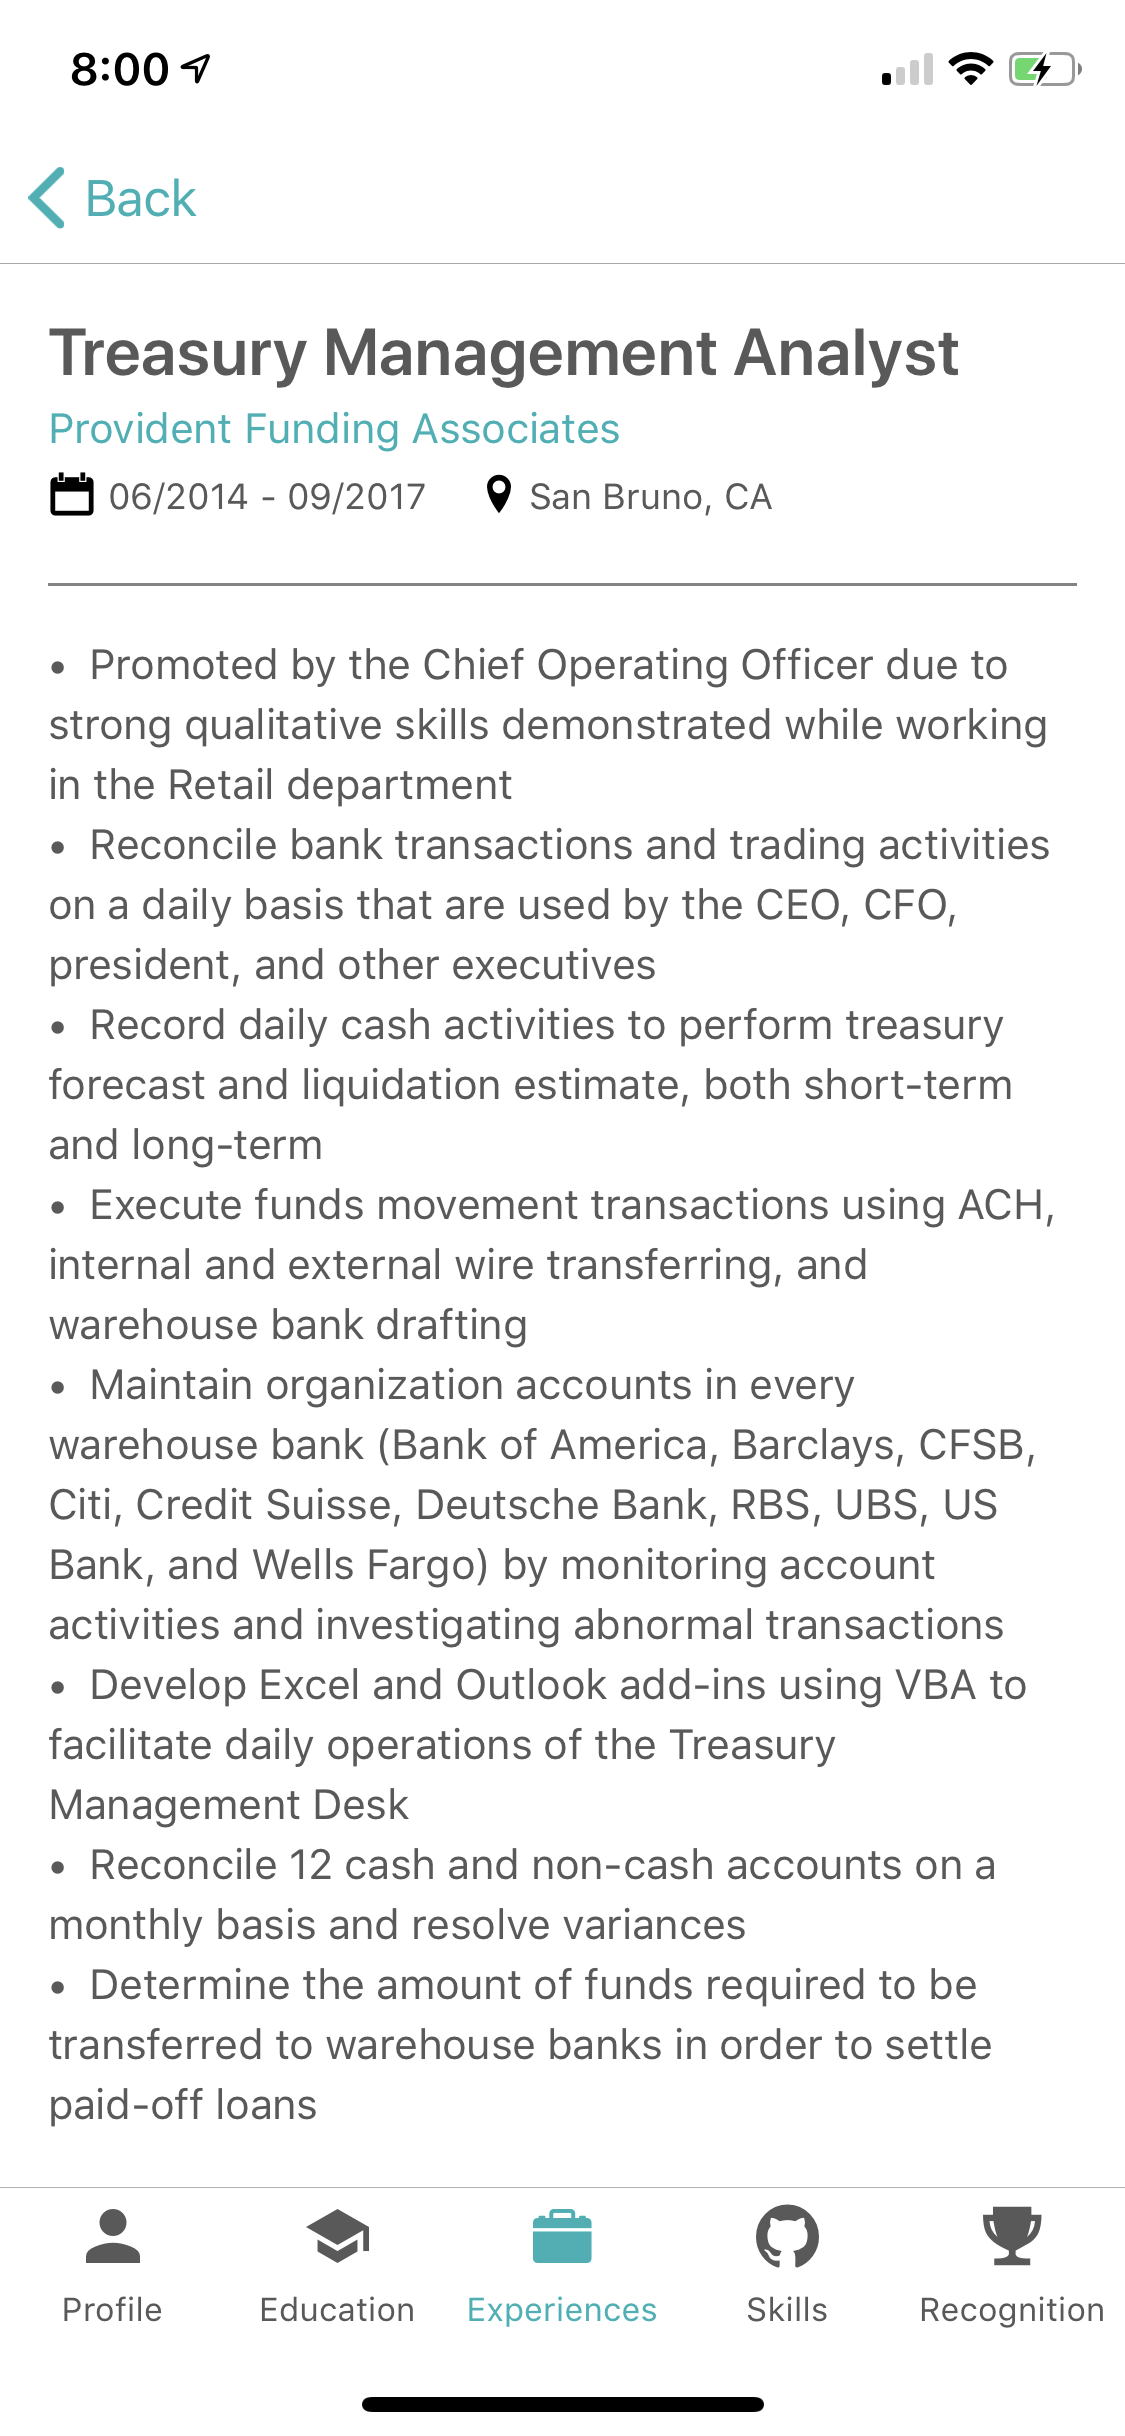 8:00
Back
Treasury Management Analyst
Provident Funding Associates
06/2014 - 09/2017 San Bruno, CA
• Promoted by the Chief Operating Officer due to
strong qualitative skills demonstrated while working
in the Retail department
• Reconcile bank transactions and trading activities
on a daily basis that are used by the CEO, CFO,
president, and other executives
• Record daily cash activities to perform treasury
forecast and liquidation estimate, both short-term
and long-term
• Execute funds movement transactions using ACH,
internal and external wire transferring, and
warehouse bank drafting
• Maintain organization accounts in every
warehouse bank (Bank of America, Barclays, CFSB,
Citi, Credit Suisse, Deutsche Bank, RBS, UBS, US
Bank, and Wells Fargo) by monitoring account
activities and investigating abnormal transactions
• Develop Excel and Outlook add-ins using VBA to
facilitate daily operations of the Treasury
Management Desk
• Reconcile 12 cash and non-cash accounts on a
monthly basis and resolve variances
• Determine the amount of funds required to be
transferred to warehouse banks in order to settle
paid-off loans
Profile Education Experiences Skills Recognition